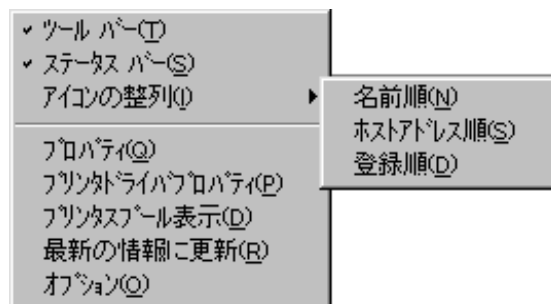 ✓ ﾂｰﾙ ﾊﾞｰ(T)
✓ ｽﾃｰﾀｽ ﾊﾞｰ(S)
ｱｲｺﾝの整列(I)
名前順(N)
ﾎｽﾄｱﾄﾞﾚｽ順(S)
登録順(D)
ﾌﾟﾛﾊﾟﾃｨ(Q)
ﾌﾟﾘﾝﾀﾄﾞﾗｲﾊﾞﾌﾟﾛﾊﾟﾃｨ(P)
ﾌﾟﾘﾝﾀｽﾌﾟｰﾙ表示(D)
最新の情報に更新(R)
ｵﾌﾟｼｮﾝ(O)